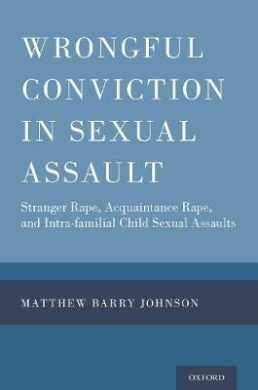 WRONGFUL
CONVICTION
IN SEXUAL
ASSAULT
Stranger Rape, Acquaintance Rape,
and Intra-familial Child Sexual Assaults
MATTHEW BARRY JOHNSON
OXFORD